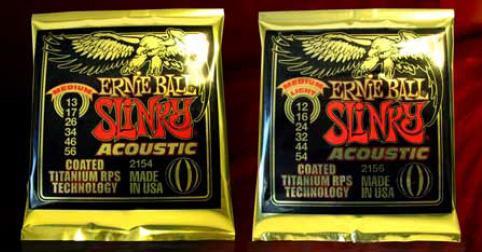 MEDIUM
13
17
26
34
46
56
ERNIE BALL
SLINKY
ACOUSTIC
COATED
TITANIUM RPS
TECHNOLOGY
2154
MADE
IN USA
MEDIUM
LIGHT
12
16
24
32
44
54
ERNIE BALL
SLINKY
ACOUSTIC
COATED
TITANIUM RPS
TECHNOLOGY
2156
MADE
IN USA